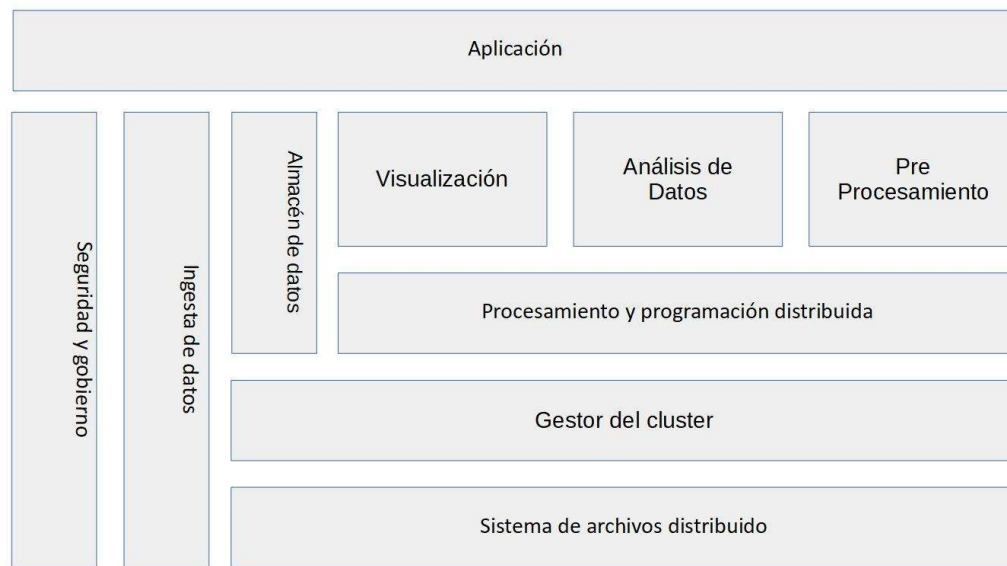 Aplicación
Seguridad y gobierno
Ingesta de datos
Almacén de datos
Visualización
Análisis de
Datos
Pre
Procesamiento
Procesamiento y programación distribuida
Gestor del cluster
Sistema de archivos distribuido